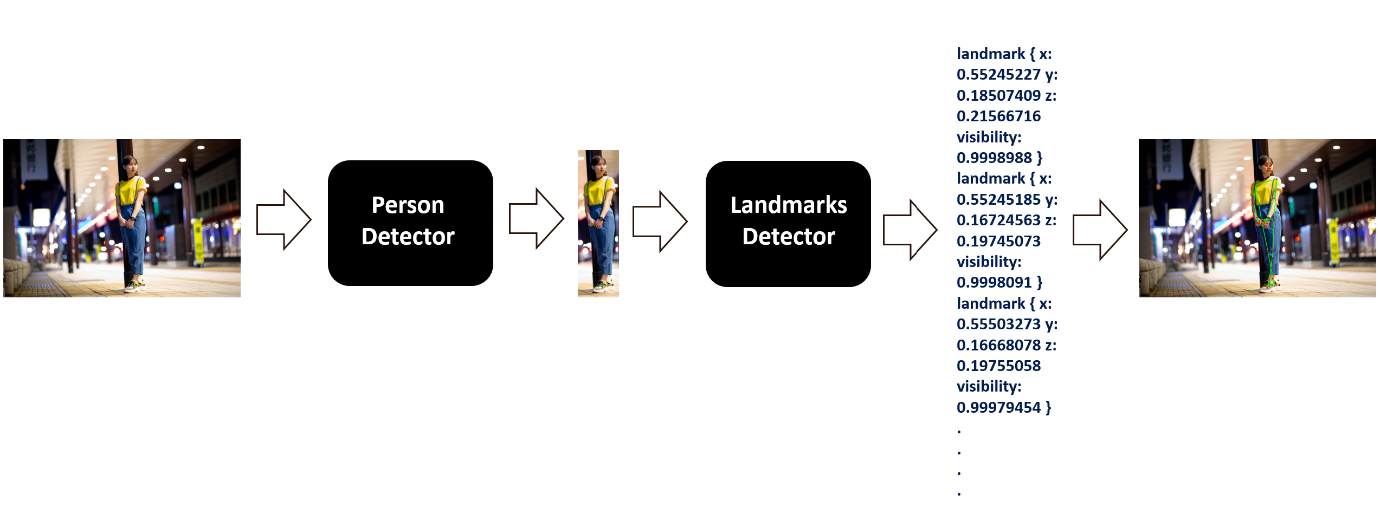 Person
Detector
Landmarks
Detector
landmark { x:
0.55245227 y:
0.18507409 z:
0.21566716
visibility:
0.9998988 }
landmark { x:
0.55245185 y:
0.16724563 z:
0.19745073
visibility:
0.9998091 }
landmark { x:
0.55503273 y:
0.16668078 z:
0.19755058
visibility:
0.99979454 }
.
.
.
.